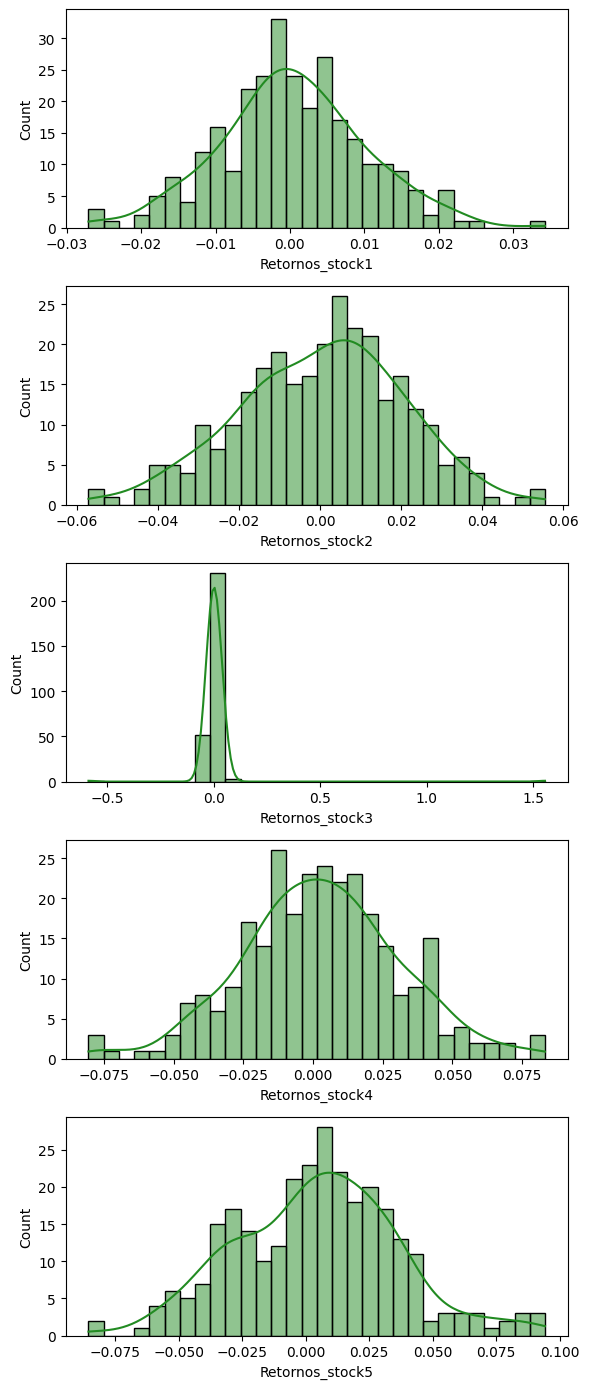 30
25
20
15
10
5
0
Count
−0.03 −0.02 −0.01 0.00 0.01 0.02 0.03
Retornos_stock1
25
20
15
10
5
0
Count
−0.06 −0.04 −0.02 0.00 0.02 0.04 0.06
Retornos_stock2
200
150
100
50
0
Count
−0.5 0.0 0.5 1.0 1.5
Retornos_stock3
25
20
15
10
5
0
Count
−0.075 −0.050 −0.025 0.000 0.025 0.050 0.075
Retornos_stock4
25
20
15
10
5
0
Count
−0.075 −0.050 −0.025 0.000 0.025 0.050 0.075 0.100
Retornos_stock5